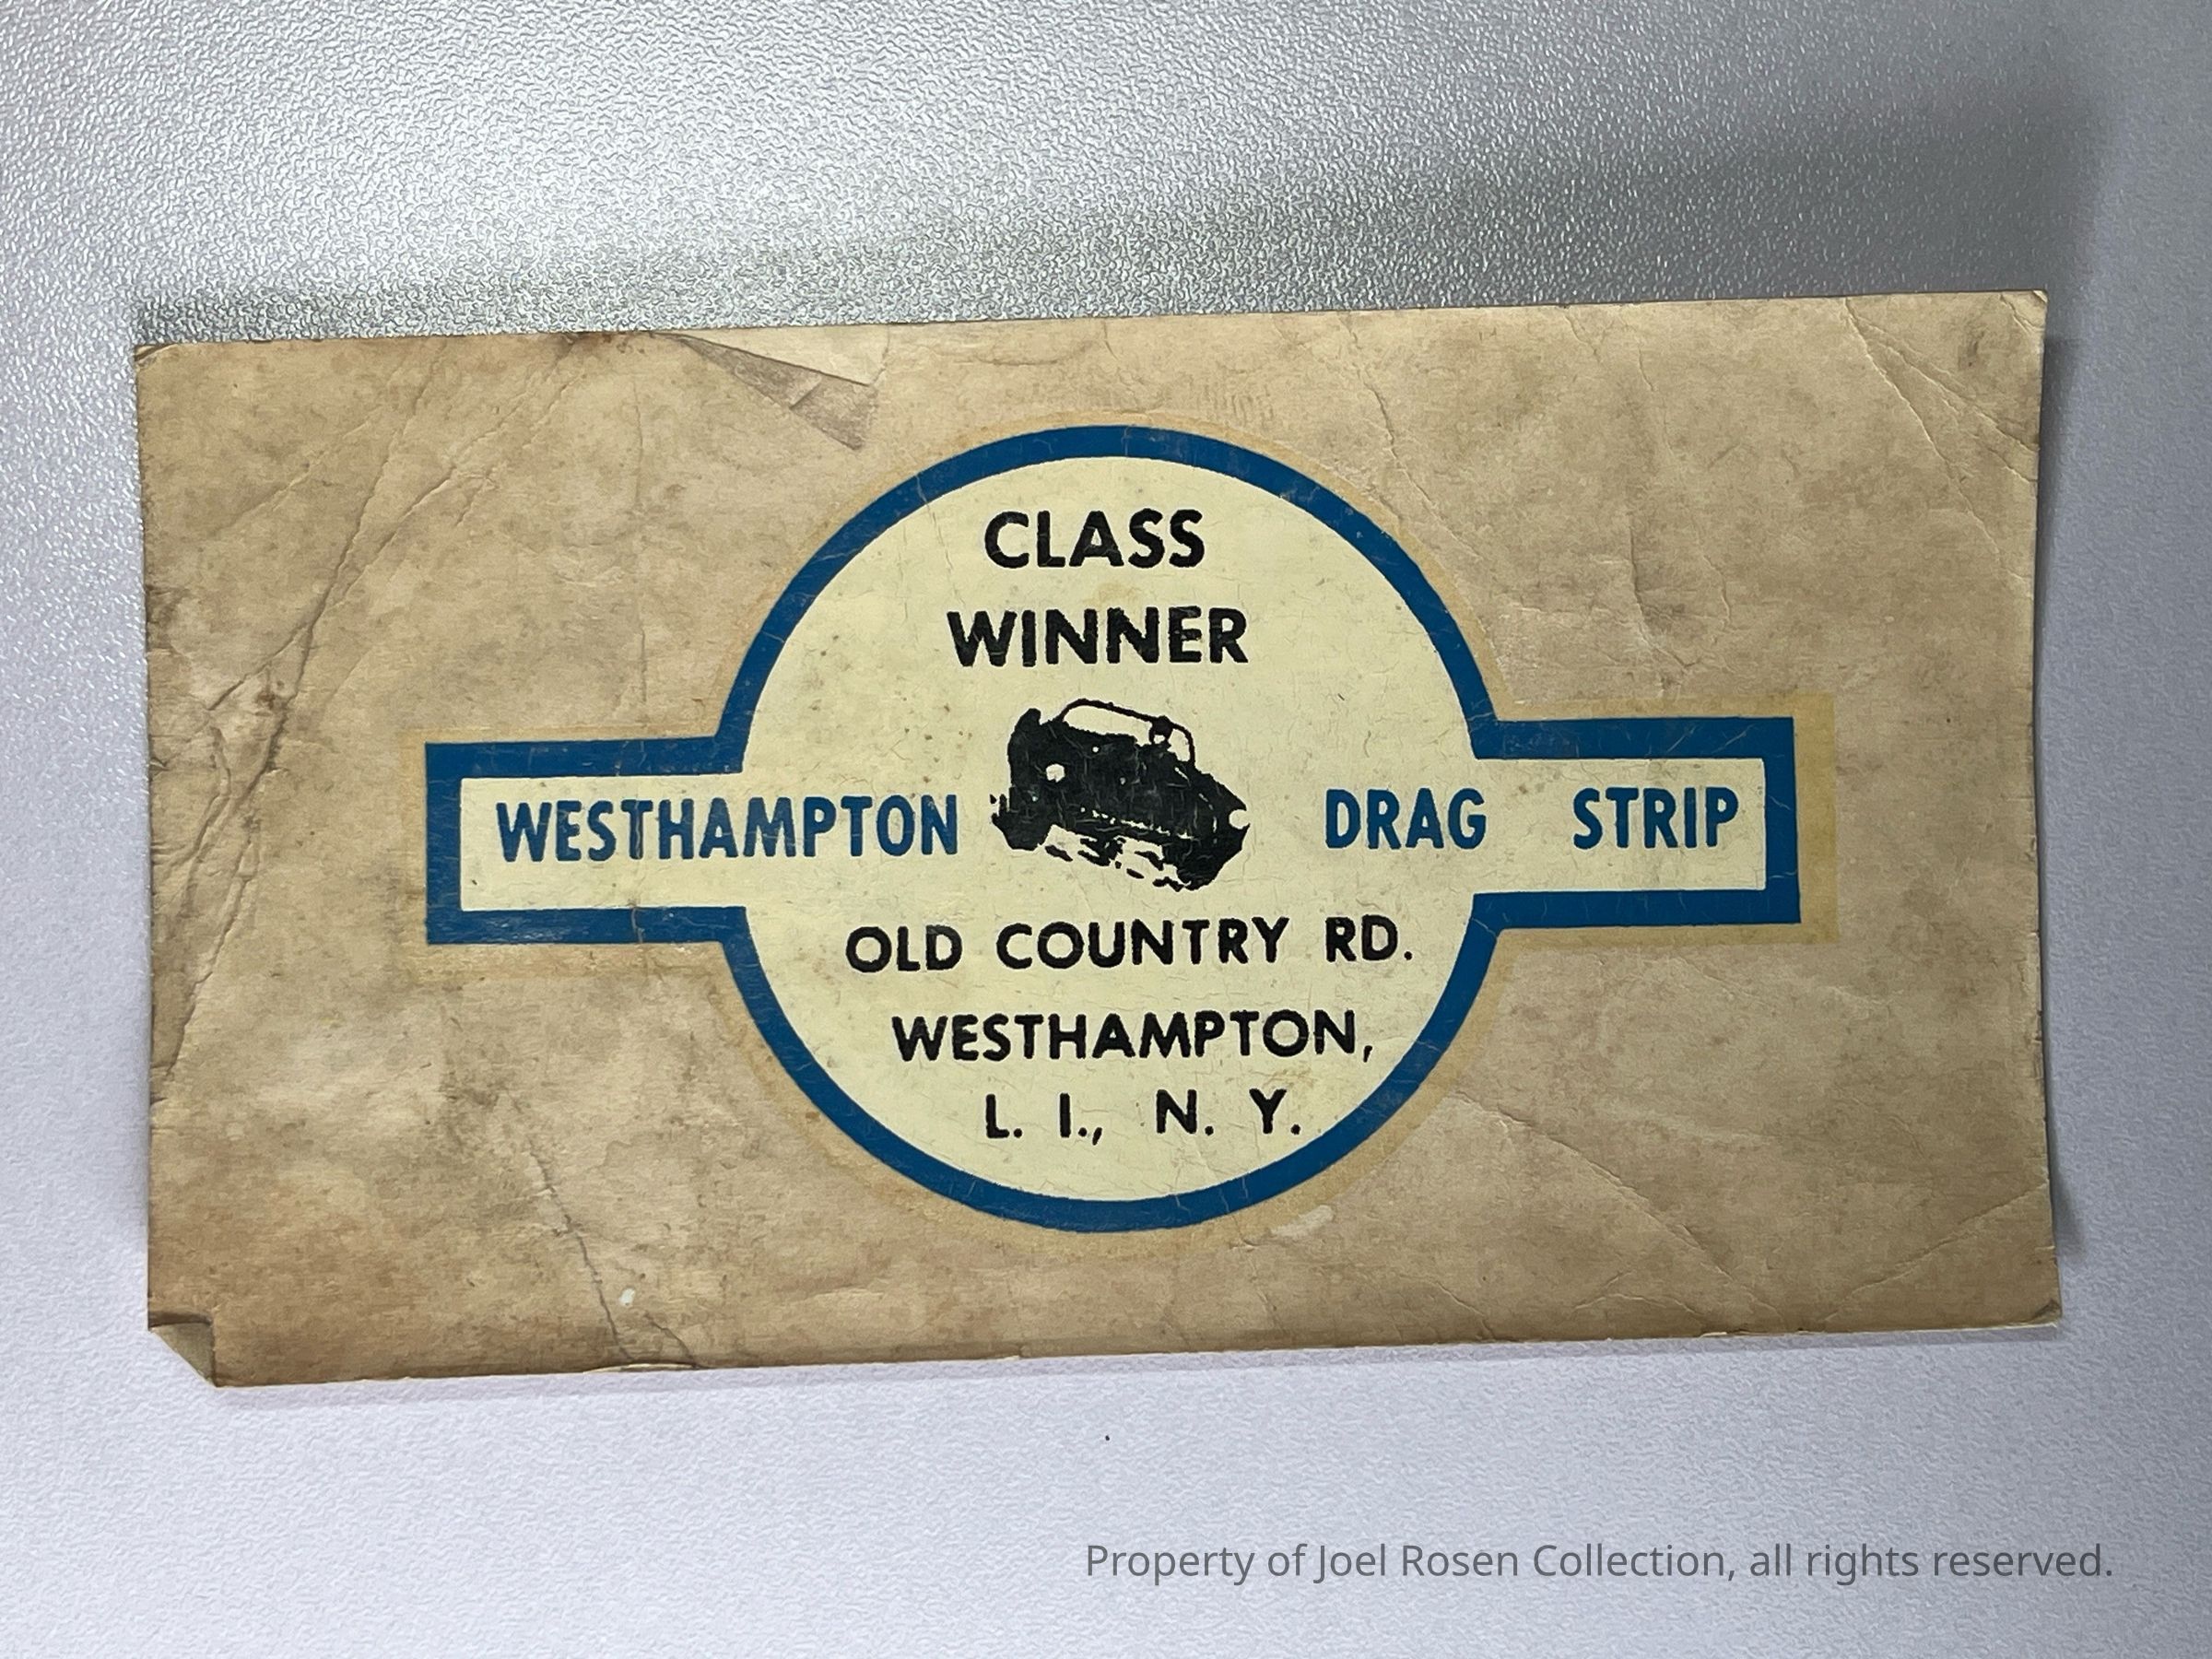 CLASS
WINNER
WESTHAMPTON DRAG STRIP
OLD COUNTRY RD.
WESTHAMPTON,
L. I., N. Y.
Property of Joel Rosen Collection, all rights reserved.